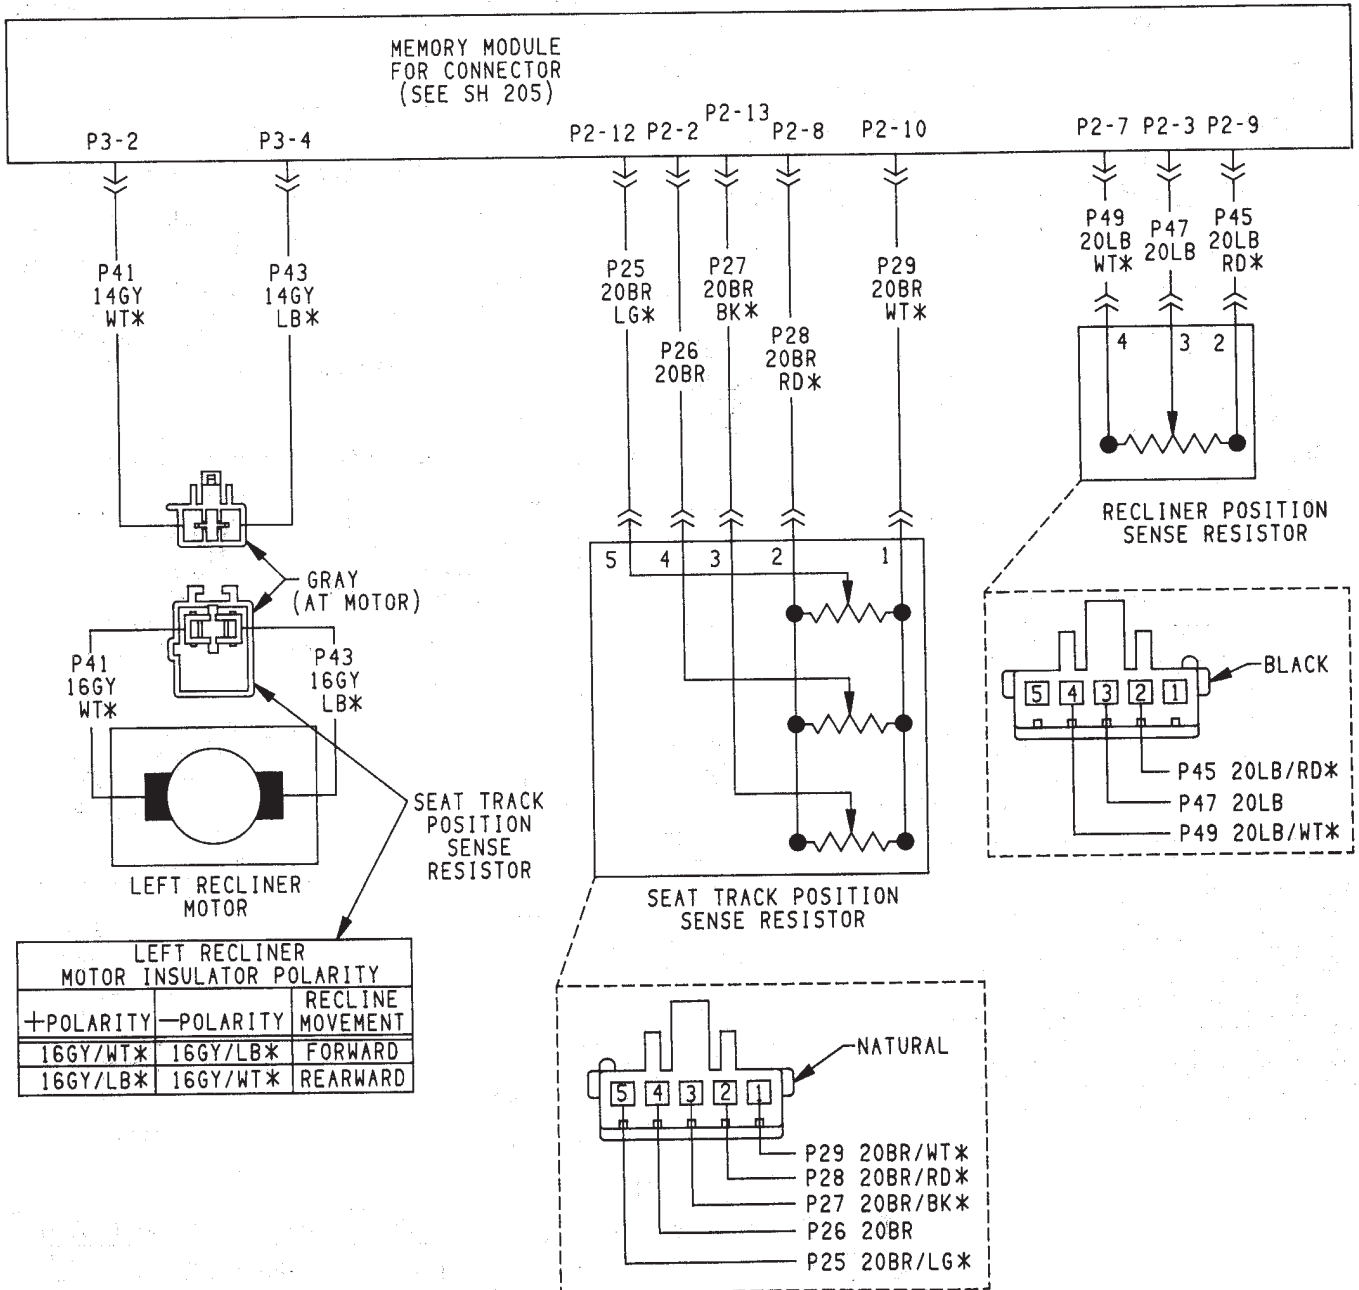 MEMORY MODULE
FOR CONNECTOR
(SEE SH 205)
P3-2
P3-4
P2-12
P2-2
P2-13
P2-8
P2-10
P2-7
P2-3
P2-9
P41
14GY
WT*
P43
14GY
LB*
P25
20BR
LG*
P26
20BR
P27
20BR
BK*
P28
20BR
RD*
P29
20BR
WT*
P49
20LB
WT*
P47
20LB
P45
20LB
RD*
4 3 2
RECLINER POSITION
SENSE RESISTOR
5 4 3 2 1
GRAY
(AT MOTOR)
P41
16GY
WT*
P43
16GY
LB*
LEFT RECLINER
MOTOR
SEAT TRACK
POSITION
SENSE
RESISTOR
SEAT TRACK POSITION
SENSE RESISTOR
BLACK
5 4 3 2 1
P45 20LB/RD*
P47 20LB
P49 20LB/WT*
LEFT RECLINER
MOTOR INSULATOR POLARITY
+POLARITY -POLARITY RECLINE MOVEMENT
16GY/WT* 16GY/LB* FORWARD
16GY/LB* 16GY/WT* REARWARD
NATURAL
5 4 3 2 1
P29 20BR/WT*
P28 20BR/RD*
P27 20BR/BK*
P26 20BR
P25 20BR/LG*